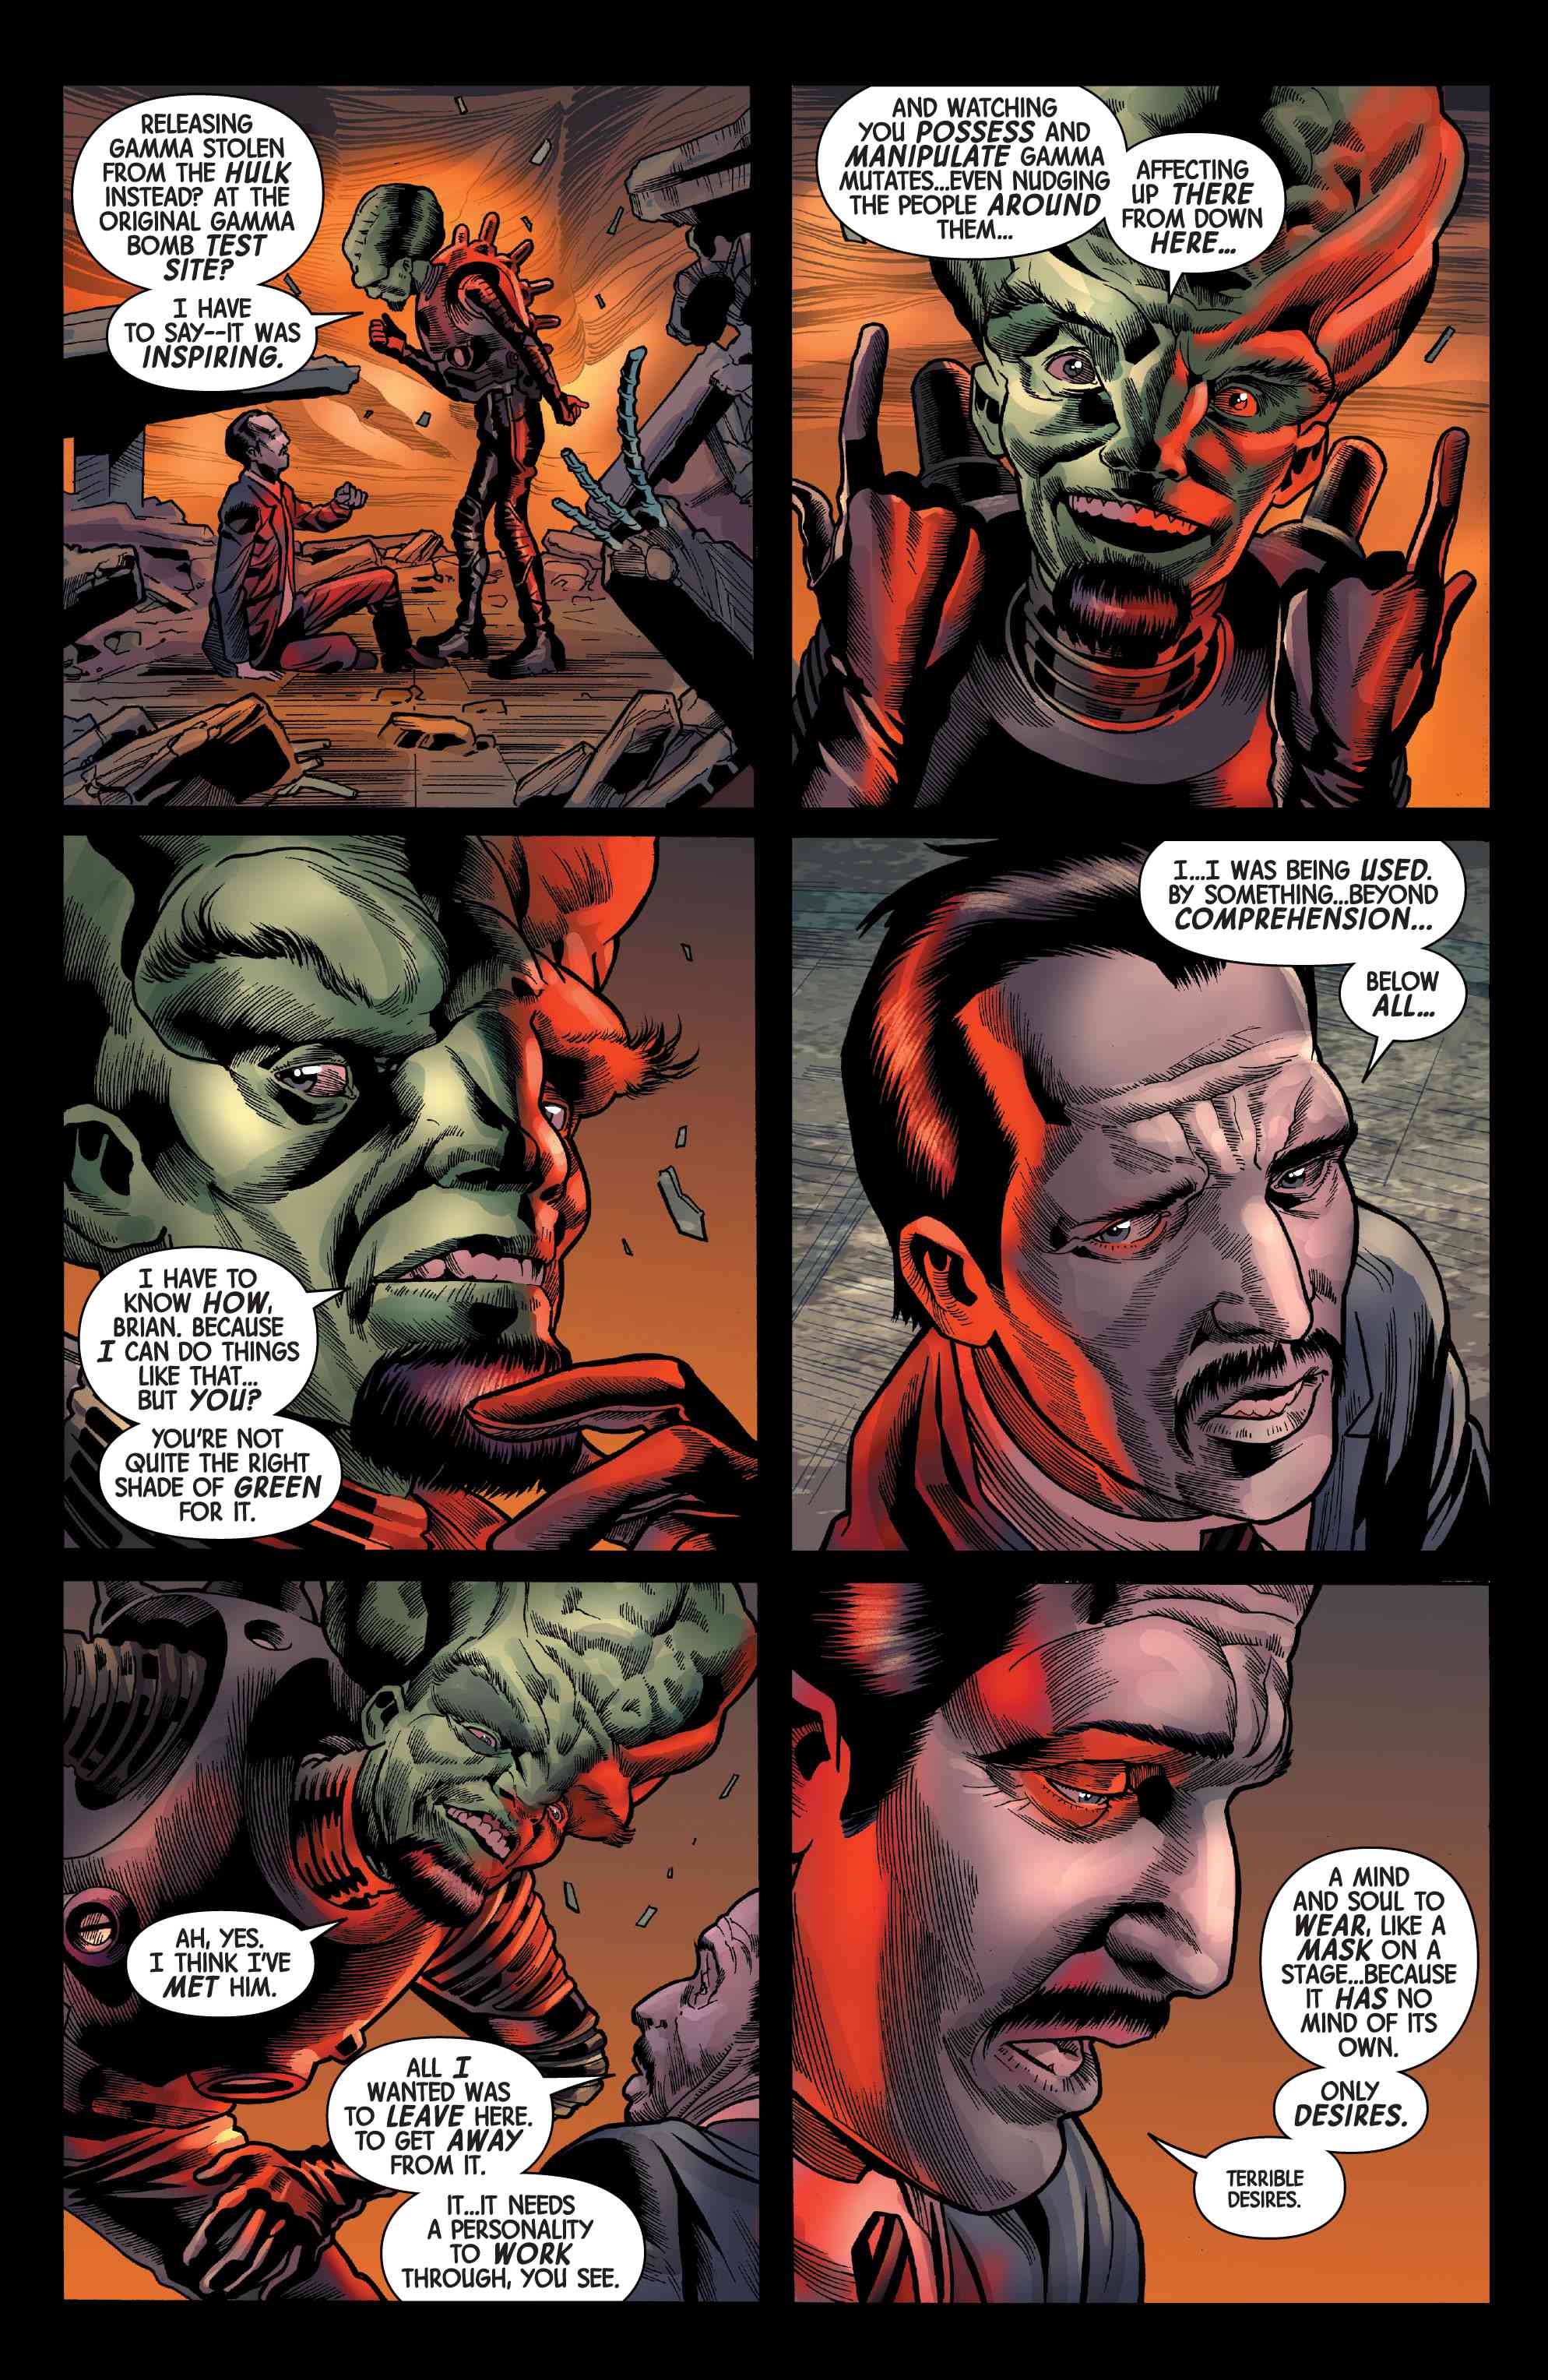 RELEASING
GAMMA STOLEN
FROM THE HULK
INSTEAD? AT THE
ORIGINAL GAMMA
BOMB TEST
SITE?
I HAVE
TO SAY--IT WAS
INSPIRING.
AND WATCHING
YOU POSSESS AND
MANIPULATE GAMMA
MUTATES...EVEN NUDGING
THE PEOPLE AROUND
THEM...
AFFECTING
UP THERE
FROM DOWN
HERE...
I HAVE TO
KNOW HOW,
BRIAN. BECAUSE
I CAN DO THINGS
LIKE THAT...
BUT YOU?
YOU'RE NOT
QUITE THE RIGHT
SHADE OF GREEN
FOR IT.
I...I WAS BEING USED.
BY SOMETHING...BEYOND
COMPREHENSION...
BELOW
ALL...
AH, YES.
I THINK I'VE
MET HIM.
ALL I
WANTED WAS
TO LEAVE HERE.
TO GET AWAY
FROM IT.
IT...IT NEEDS
A PERSONALITY
TO WORK
THROUGH, YOU SEE.
A MIND
AND SOUL TO
WEAR, LIKE A
MASK ON A
STAGE...BECAUSE
IT HAS NO
MIND OF ITS
OWN.
ONLY
DESIRES.
TERRIBLE
DESIRES.